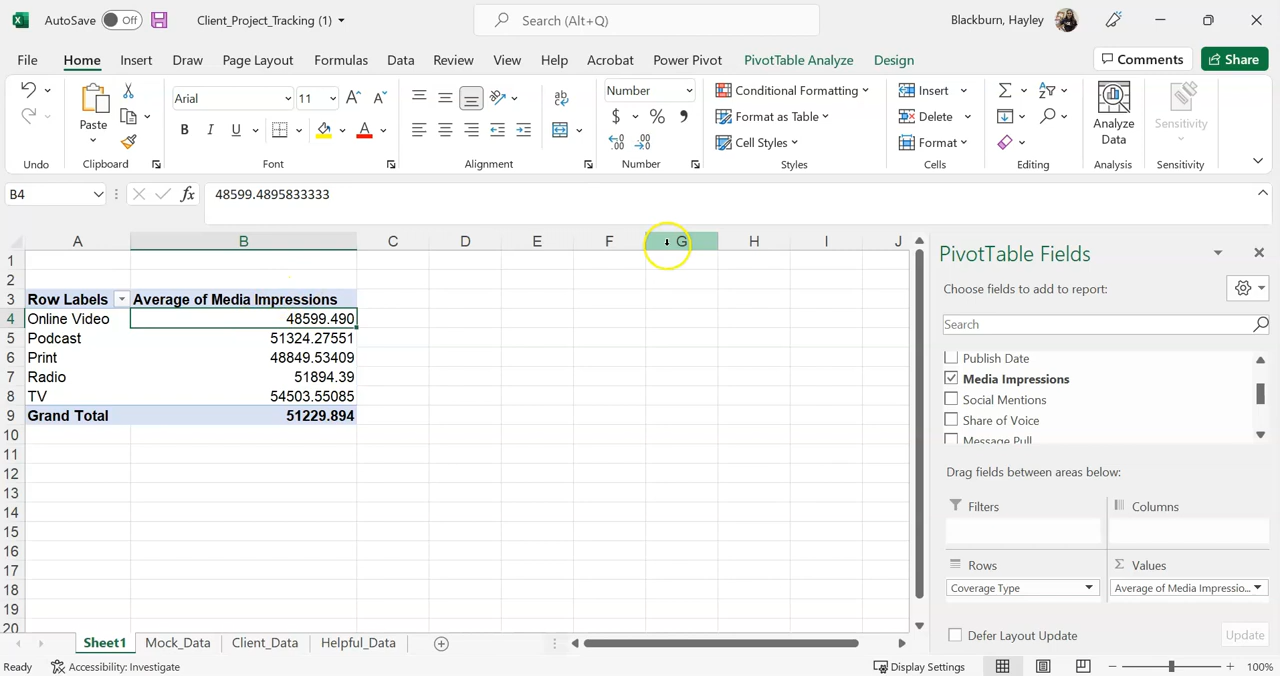 AutoSave Off Client_Project_Tracking (1) Search (Alt+Q) Blackburn, Hayley
File Home Insert Draw Page Layout Formulas Data Review View Help Acrobat Power Pivot PivotTable Analyze Design Comments Share
Arial 11 Number Conditional Formatting Insert
Paste $ % Format as Table Delete Analyze Data Sensitivity
B I U A Cell Styles Format
Undo Clipboard Font Alignment Number Styles Cells Editing Analysis Sensitivity
B4 fx 48599.4895833333
A B C D E F G H I J
1
2
3 Row Labels Average of Media Impressions
4 Online Video 48599.490
5 Podcast 51324.27551
6 Print 48849.53409
7 Radio 51894.39
8 TV 54503.55085
9 Grand Total 51229.894
10
11
12
13
14
15
16
17
18
19
20
PivotTable Fields
Choose fields to add to report:
Search
Publish Date
Media Impressions
Social Mentions
Share of Voice
Message Pull
Drag fields between areas below:
Filters Columns
Rows Values
Coverage Type Average of Media Impressio...
Defer Layout Update Update
Sheet1 Mock_Data Client_Data Helpful_Data
Ready Accessibility: Investigate Display Settings 100%